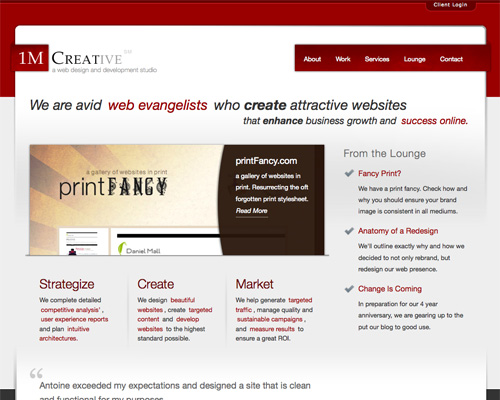 Client Login
1M CREATIVE SM
a web design and development studio
About Work Services Lounge Contact
We are avid web evangelists who create attractive websites
that enhance business growth and success online.
a gallery of websites in print
printFANCY
Daniel Mall
printFancy.com
a gallery of websites in
print. Resurrecting the oft
forgotten print stylesheet.
Read More
From the Lounge
Fancy Print?
We have a print fancy. Check how and
why you should ensure your brand
image is consistent in all mediums.
Anatomy of a Redesign
We'll outline exactly why and how we
decided to not only rebrand, but
redesign our web presence.
Change Is Coming
In preparation for our 4 year
anniversary, we are gearing up to the
put our blog to good use.
Strategize
We complete detailed
competitive analysis',
user experience reports
and plan intuitive
architectures.
Create
We design beautiful
websites, create targeted
content and develop
websites to the highest
standard possible.
Market
We help generate targeted
traffic, manage quality and
sustainable campaigns,
and measure results to
ensure a great ROI.
“ Antoine exceeded my expectations and designed a site that is clean
and functional for my purposes